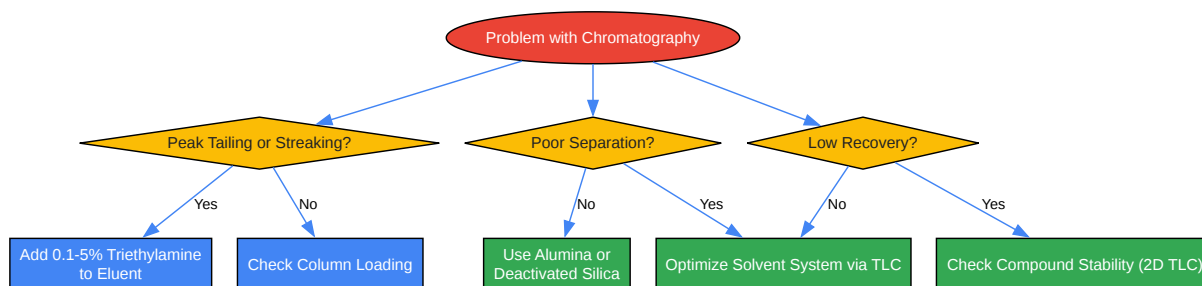 Problem with Chromatography
Peak Tailing or Streaking?
Poor Separation?
Low Recovery?
Yes
No
No
Yes
No
Yes
Add 0.1-5% Triethylamine
to Eluent
Check Column Loading
Use Alumina or
Deactivated Silica
Optimize Solvent System via TLC
Check Compound Stability (2D TLC)